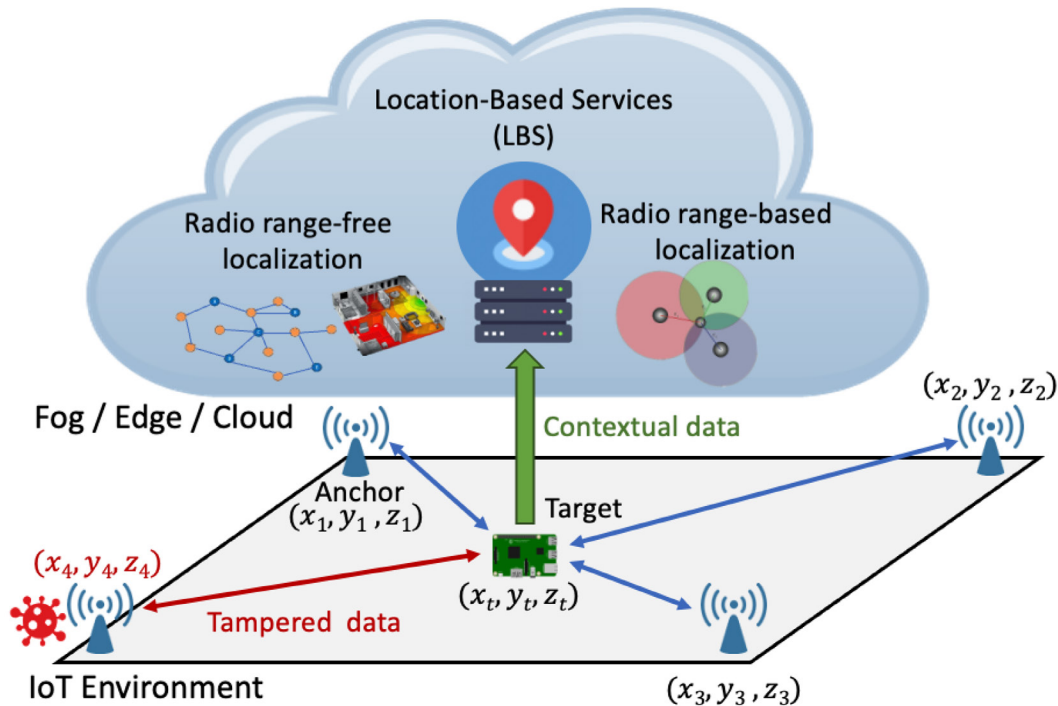 Location-Based Services
(LBS)
Radio range-free
localization
Radio range-based
localization
Fog / Edge / Cloud
Contextual data
(x₂, y₂ , z₂)
Anchor
(x₁, y₁ , z₁)
Target
(x₄, y₄, z₄)
(xₜ, yₜ, zₜ)
Tampered data
IoT Environment
(x₃, y₃ , z₃)